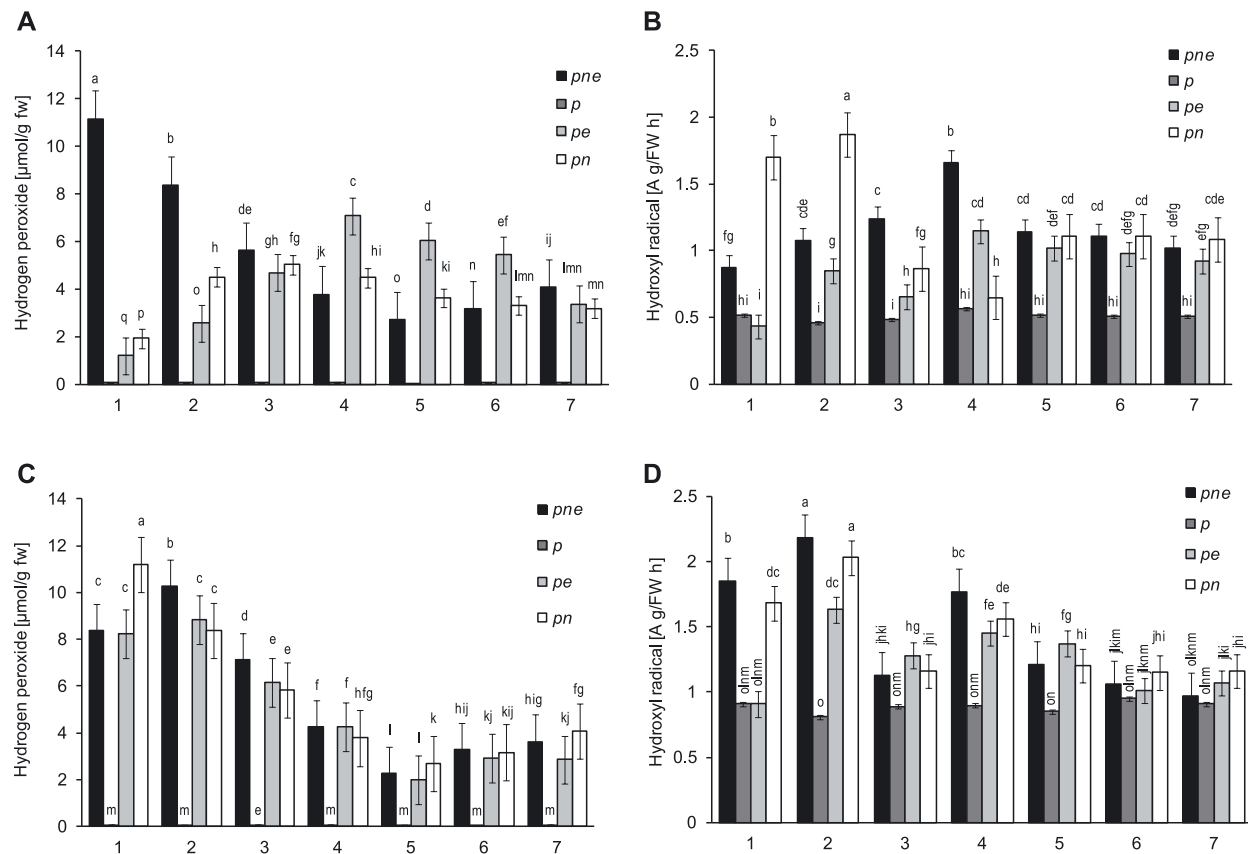 A
Hydrogen peroxide [µmol/g fw]
14
12
10
8
6
4
2
0
a
q
p
b
o
h
de
gh
fg
jk
c
hi
o
d
ki
n
ef
lmn
ij
lmn
mn
1 2 3 4 5 6 7
pne
p
pe
pn
B
Hydroxyl radical [A g/FW h]
2.5
2
1.5
1
0.5
0
fg
hi
i
b
cde
i
g
a
c
i
h
fg
b
hi
cd
h
cd
hi
def
cd
cd
hi
defg
cd
defg
hi
efg
cde
1 2 3 4 5 6 7
pne
p
pe
pn
C
Hydrogen peroxide [µmol/g fw]
14
12
10
8
6
4
2
0
c
m
c
a
b
m
c
c
d
e
e
e
f
m
f
hfg
l
m
l
k
hij
m
kj
kij
hig
m
kj
fg
1 2 3 4 5 6 7
pne
p
pe
pn
D
Hydroxyl radical [A g/FW h]
2.5
2
1.5
1
0.5
0
b
olnm
olnm
dc
a
o
dc
a
jhki
onm
hg
jhi
bc
onm
fe
de
hi
on
fg
hi
jlkim
olnm
lknm
jhi
olknm
olnm
jlki
jhi
1 2 3 4 5 6 7
pne
p
pe
pn